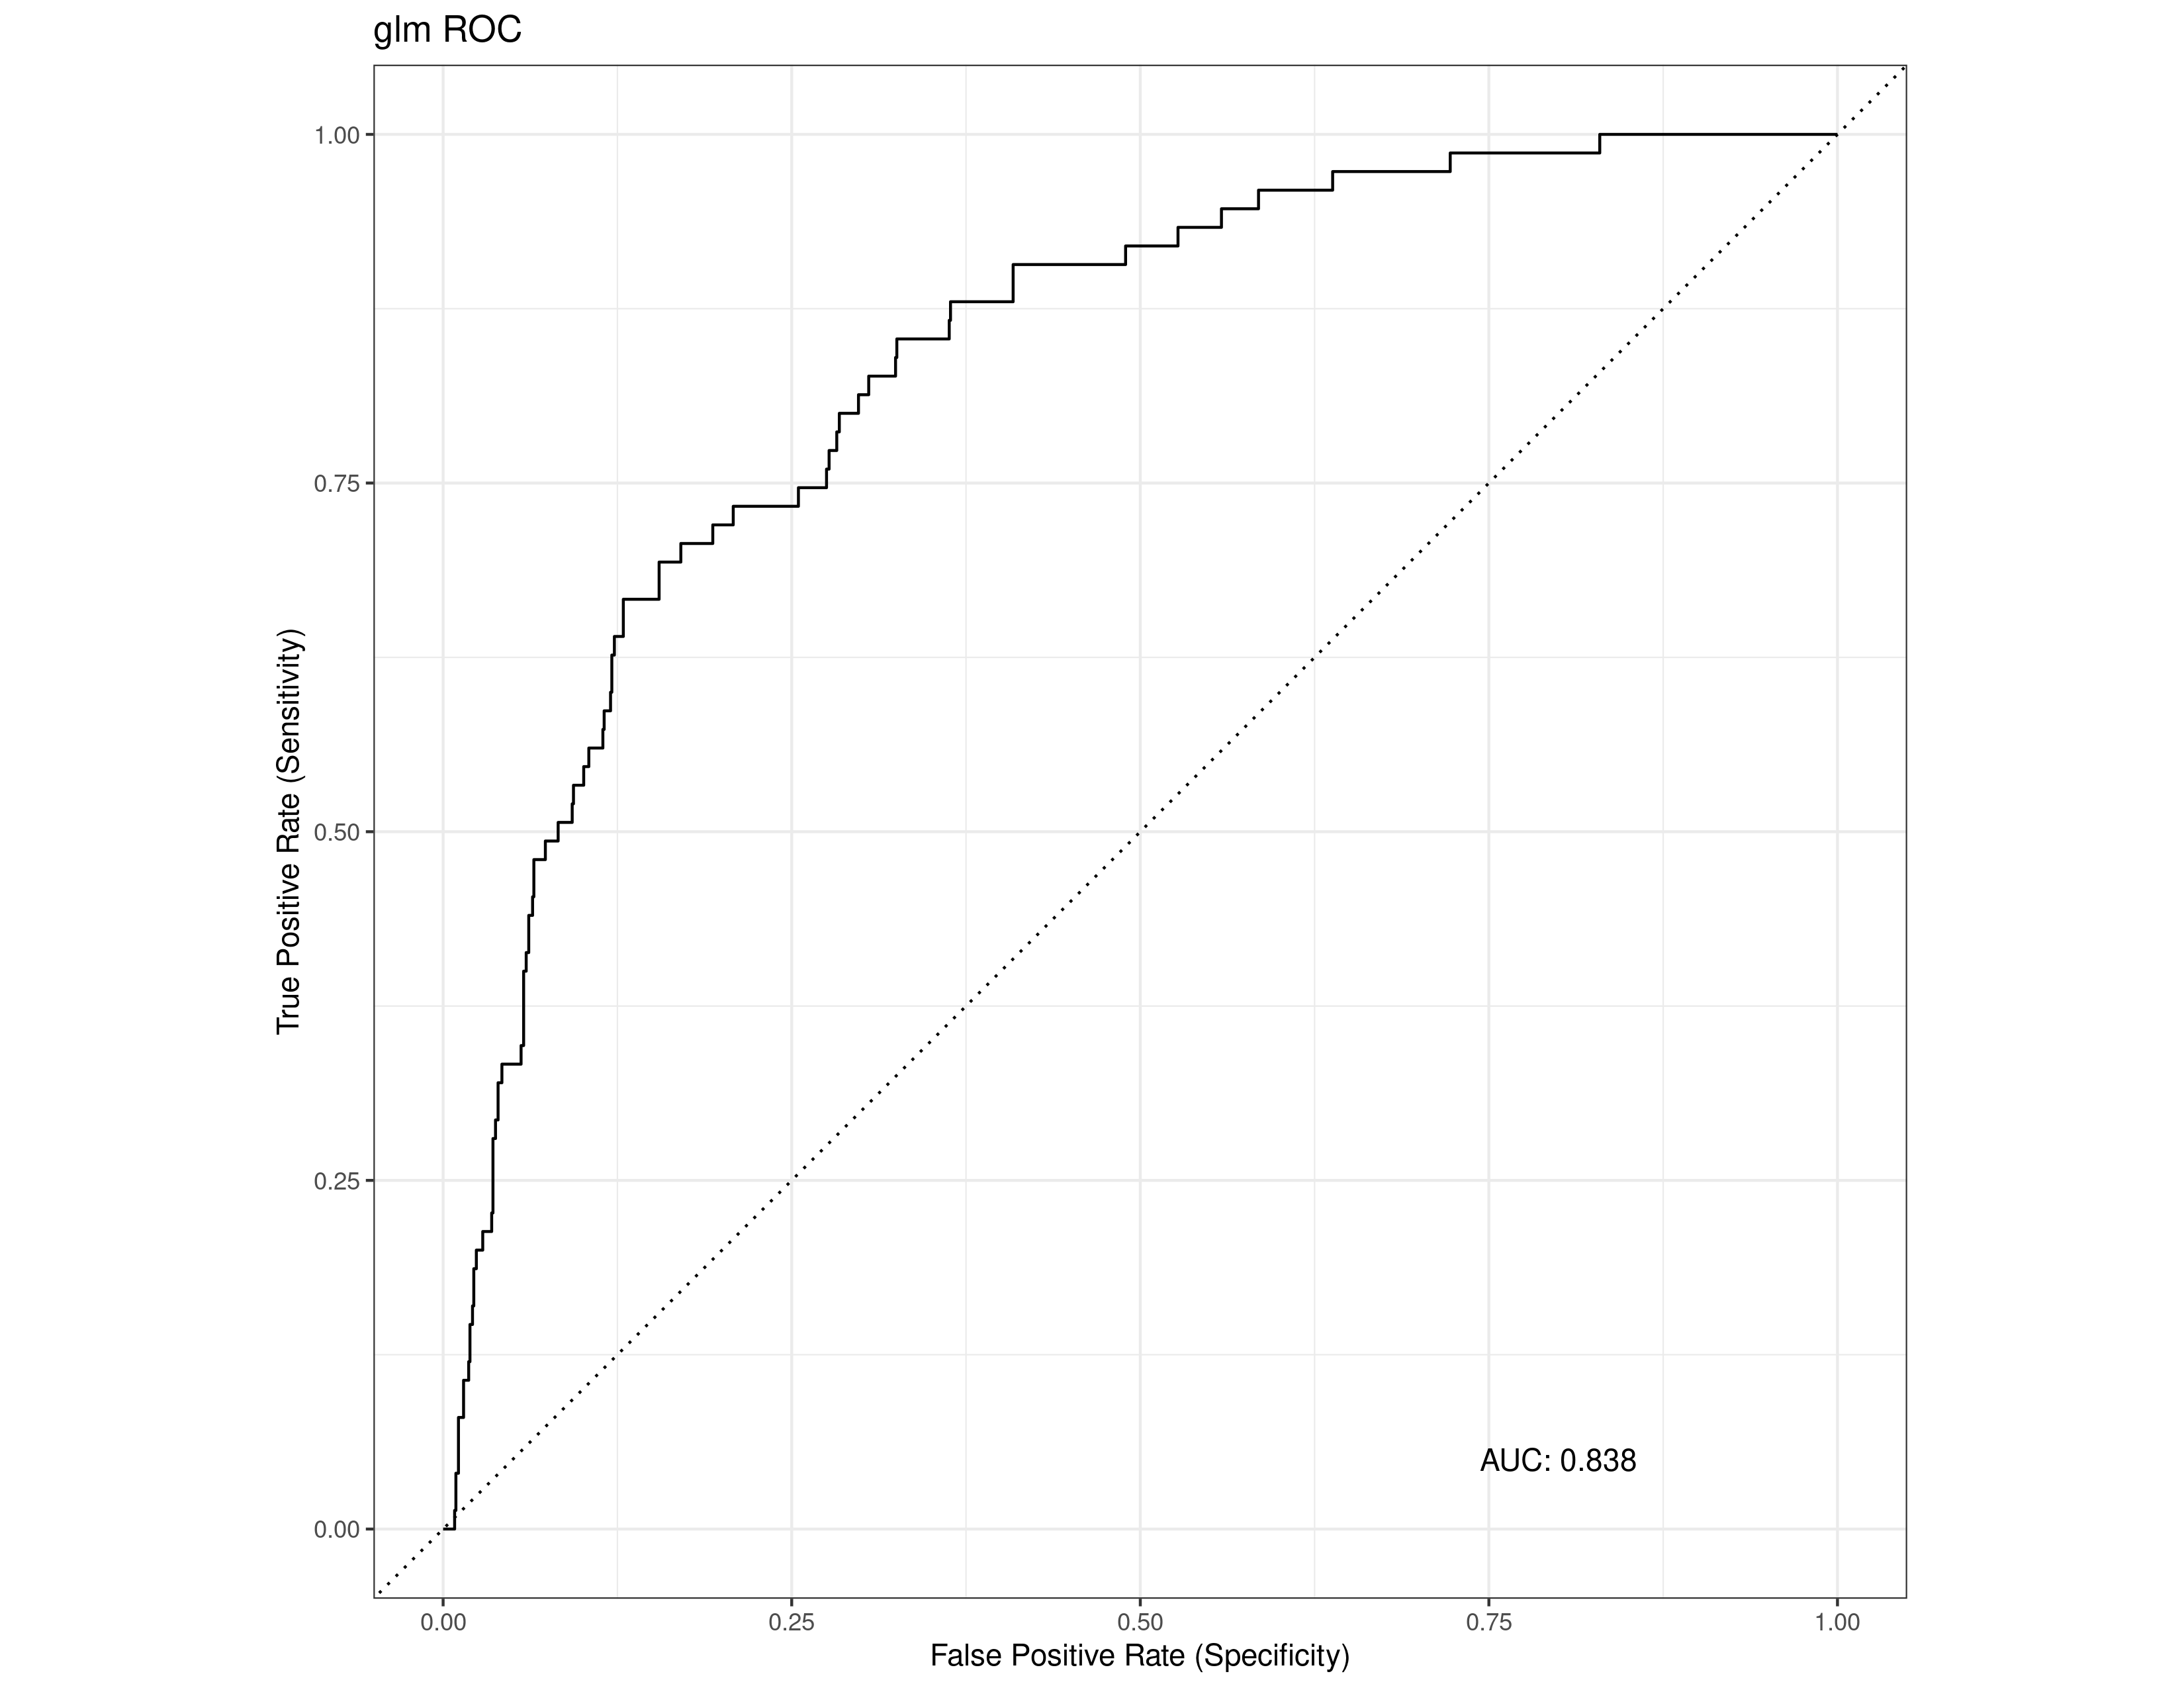 glm ROC
True Positive Rate (Sensitivity)
1.00
0.75
0.50
0.25
0.00
AUC: 0.838
0.00 0.25 0.50 0.75 1.00
False Positive Rate (Specificity)